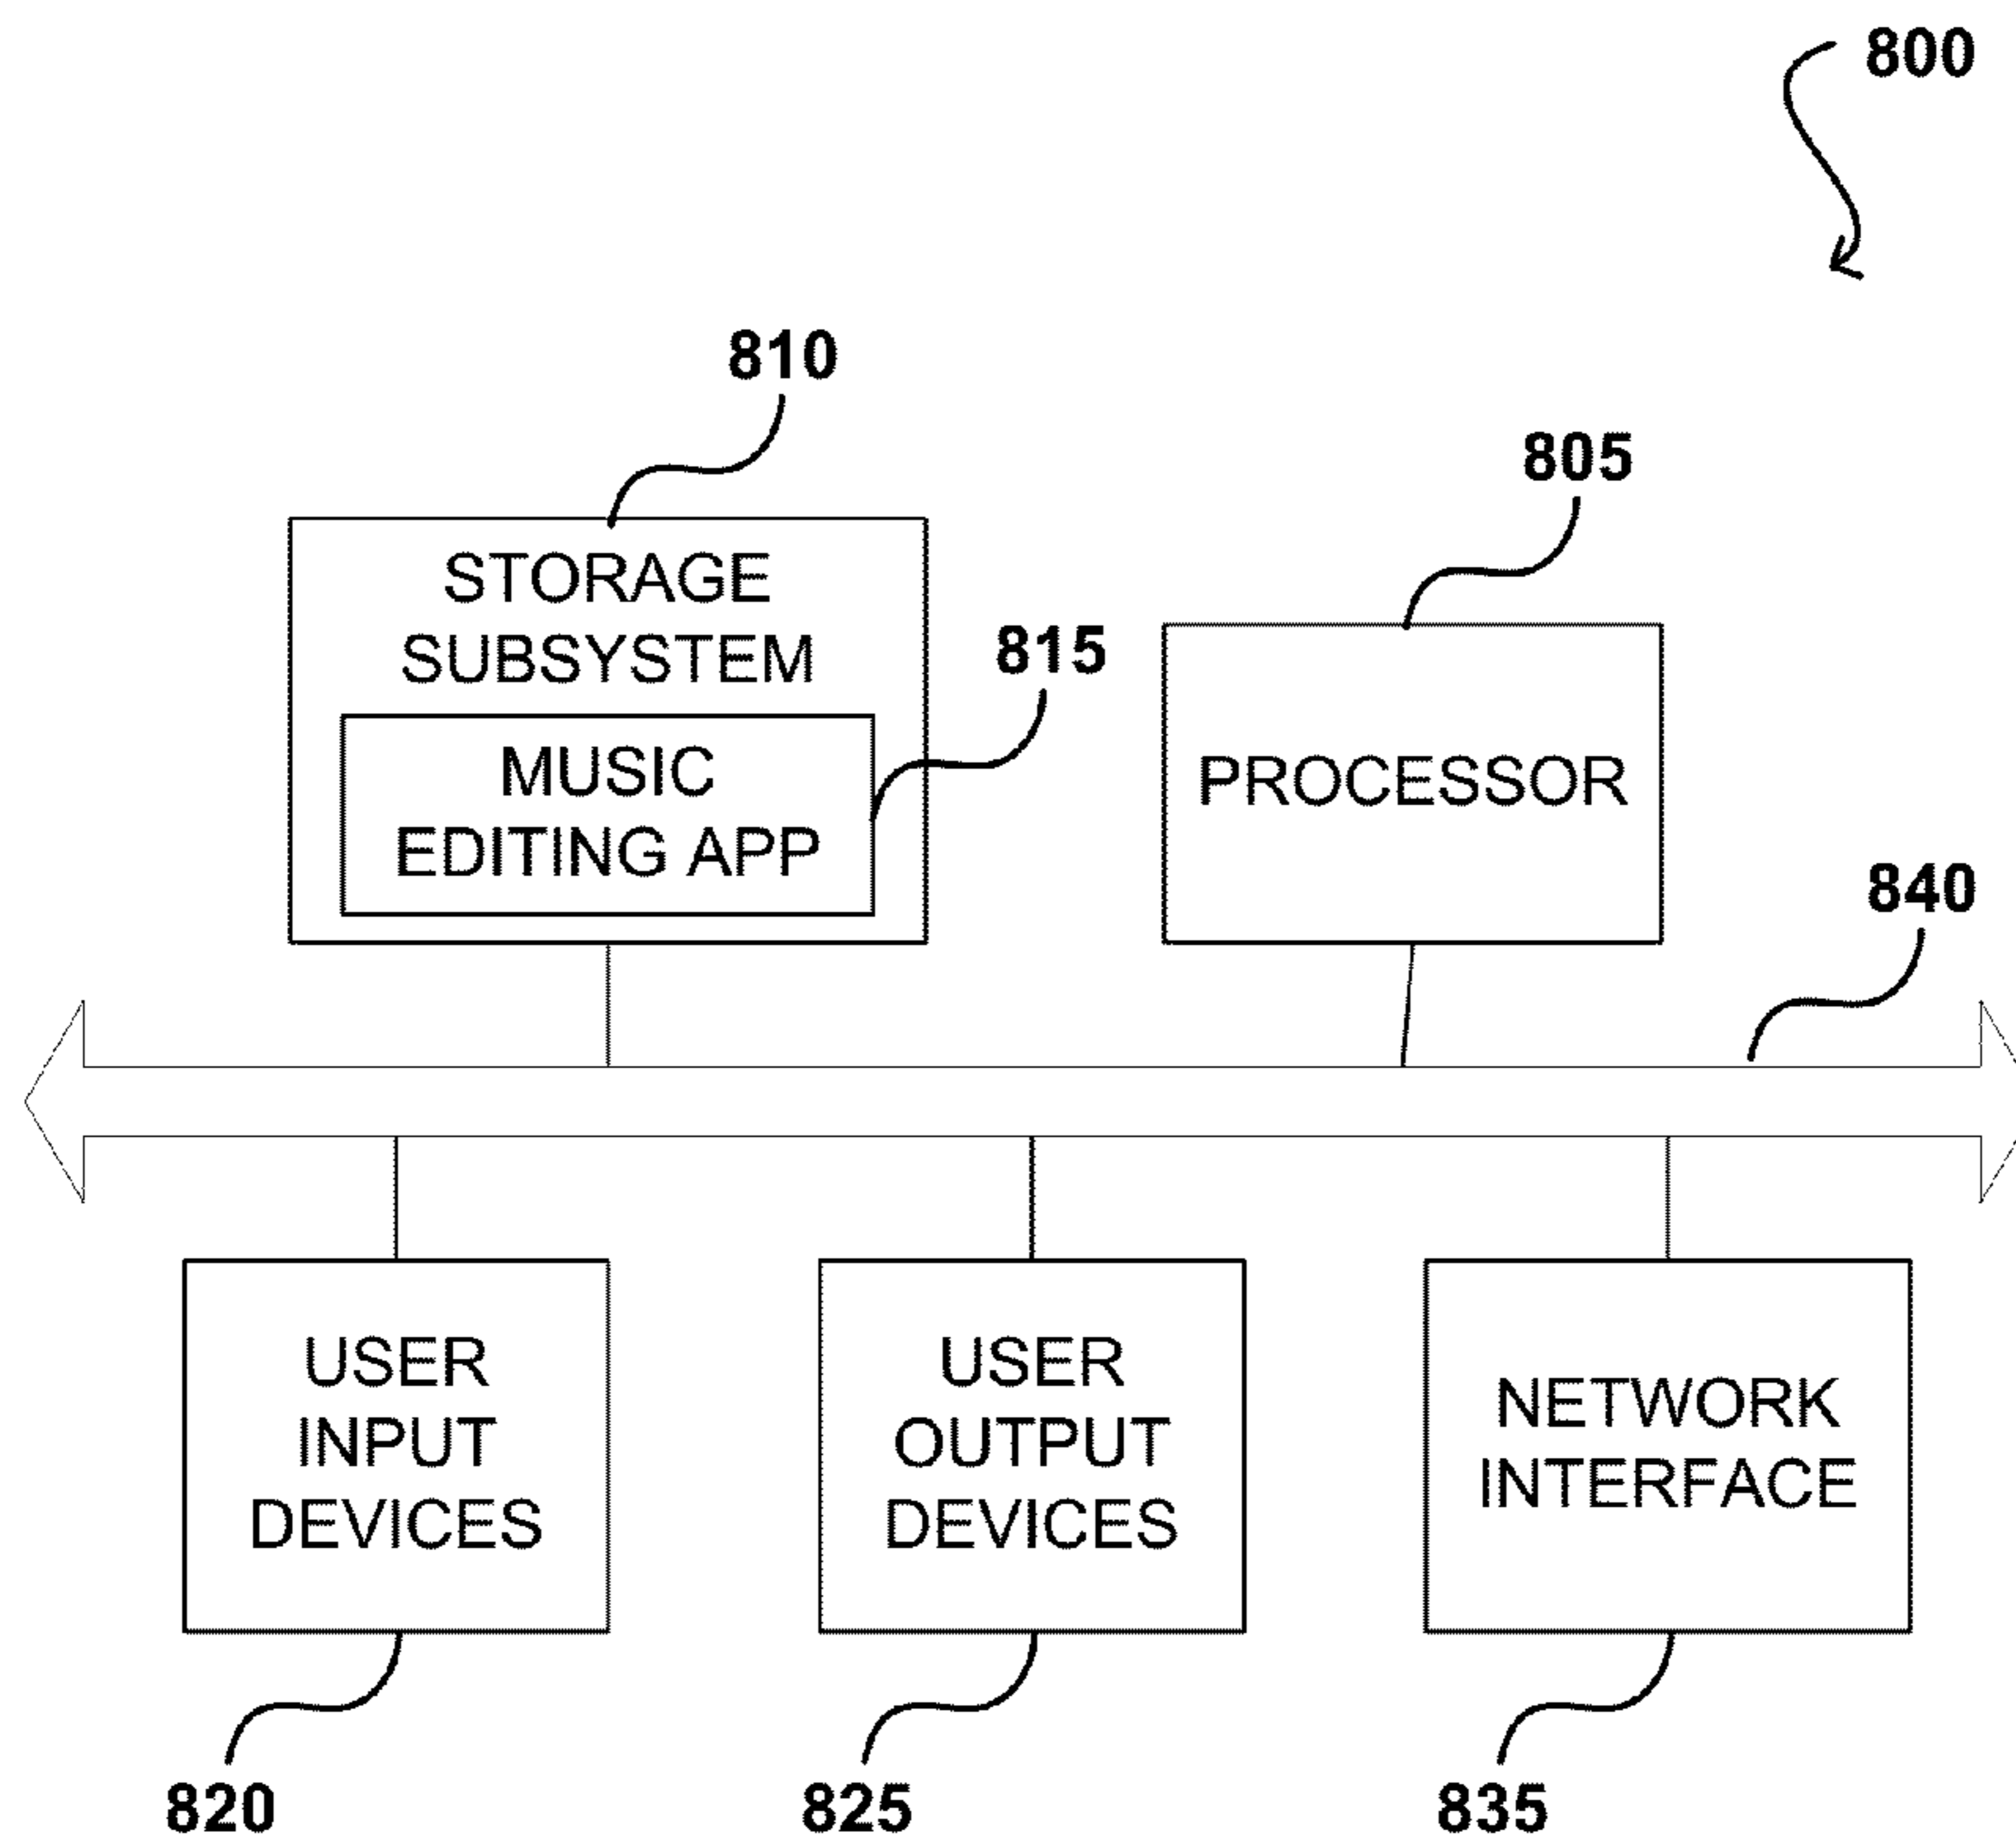 800
810
805
STORAGE
SUBSYSTEM
815
MUSIC
EDITING APP
PROCESSOR
840
USER
INPUT
DEVICES
USER
OUTPUT
DEVICES
NETWORK
INTERFACE
820
825
835